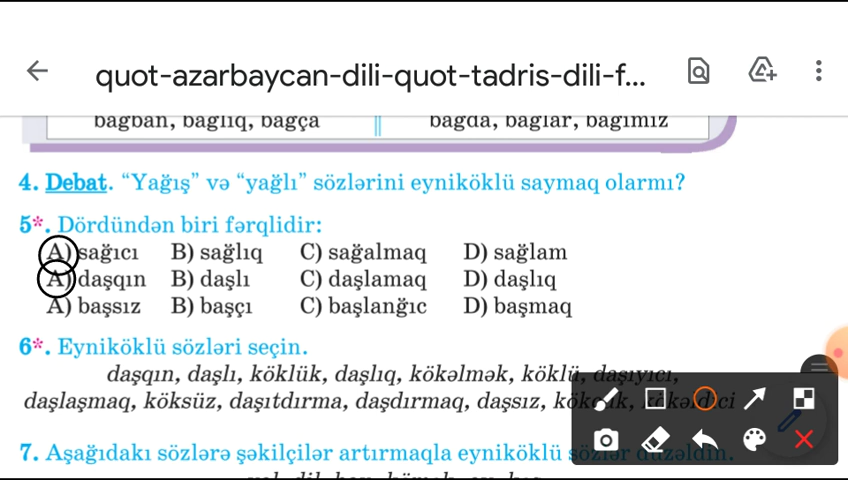 quot-azarbaycan-dili-quot-tadris-dili-f...
bağban, bağlıq, bağça bağda, bağlar, bağımız
4. Debat. “Yağış” və “yağlı” sözlərini eyniköklü saymaq olarmı?
5*. Dördündən biri fərqlidir:
A) sağıcı B) sağlıq C) sağalmaq D) sağlam
A) daşqın B) daşlı C) daşlamaq D) daşlıq
A) başsız B) başçı C) başlanğıc D) başmaq
6*. Eyniköklü sözləri seçin.
daşqın, daşlı, köklük, daşlıq, kökəlmək, köklü, daşıyıcı,
daşlaşmaq, köksüz, daşıtdırma, daşdırmaq, daşsız,
7. Aşağıdakı sözlərə şəkilçilər artırmaqla eyniköklü sözlər düzəldin.